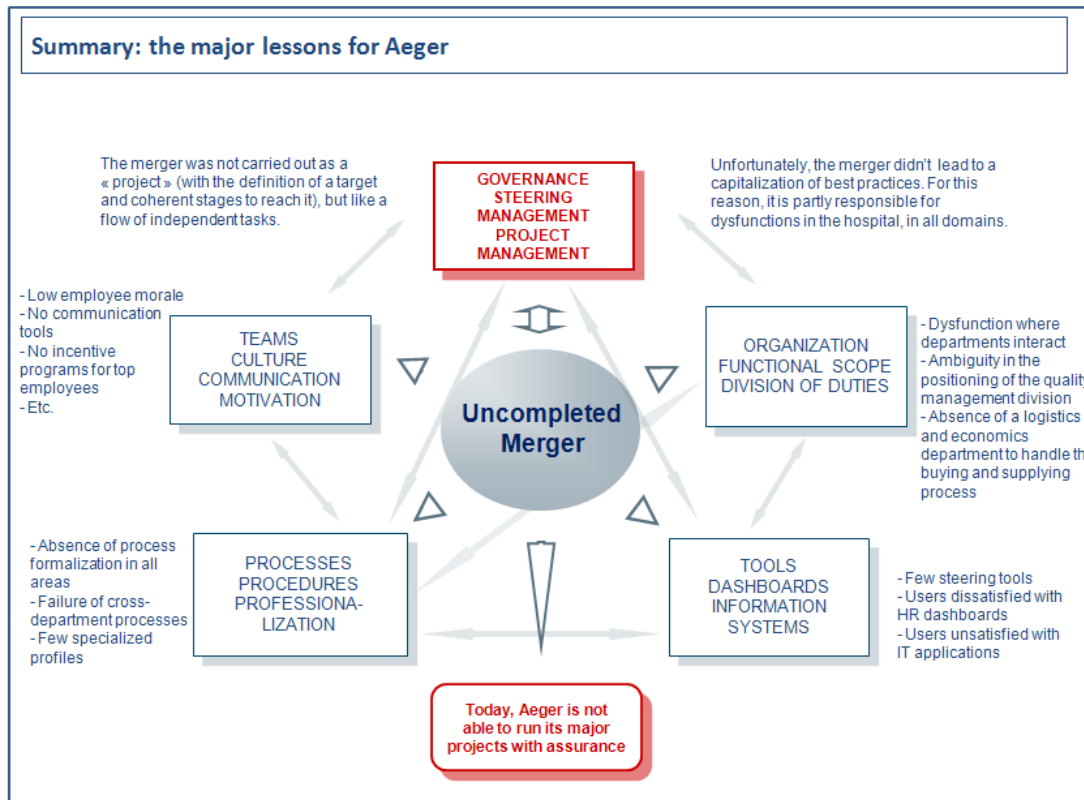 Summary: the major lessons for Aeger
The merger was not carried out as a
« project » (with the definition of a target
and coherent stages to reach it), but like a
flow of independent tasks.
GOVERNANCE
STEERING
MANAGEMENT
PROJECT
MANAGEMENT
Unfortunately, the merger didn't lead to a
capitalization of best practices. For this
reason, it is partly responsible for
dysfunctions in the hospital, in all domains.
- Low employee morale
- No communication
tools
- No incentive
programs for top
employees
- Etc.
TEAMS
CULTURE
COMMUNICATION
MOTIVATION
Uncompleted
Merger
ORGANIZATION
FUNCTIONAL SCOPE
DIVISION OF DUTIES
- Dysfunction where
departments interact
- Ambiguity in the
positioning of the quality
management division
- Absence of a logistics
and economics
department to handle th
buying and supplying
process
- Absence of process
formalization in all
areas
- Failure of cross-
department processes
- Few specialized
profiles
PROCESSES
PROCEDURES
PROFESSIONA-
LIZATION
TOOLS
DASHBOARDS
INFORMATION
SYSTEMS
- Few steering tools
- Users dissatisfied with
HR dashboards
- Users unsatisfied with
IT applications
Today, Aeger is not
able to run its major
projects with assurance